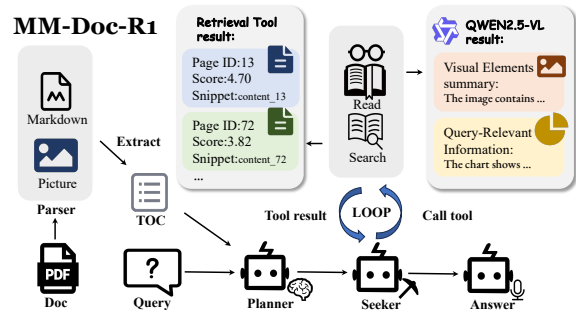 MM-Doc-R1
Markdown
Picture
Parser
PDF
Doc
Extract
TOC
Retrieval Tool
result:
Page ID:13
Score:4.70
Snippet:content_13
Page ID:72
Score:3.82
Snippet:content_72
...
Read
Search
QWEN2.5-VL
result:
Visual Elements
summary:
The image contains ...
Query-Relevant
Information:
The chart shows ...
Tool result
LOOP
Call tool
?
Query
Planner
Seeker
Answer